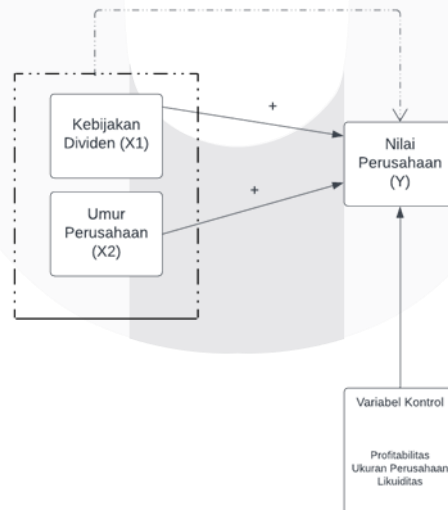 Kebijakan
Dividen (X1)
+
Nilai
Perusahaan
(Y)
+
Umur
Perusahaan
(X2)
Variabel Kontrol
Profitabilitas
Ukuran Perusahaan
Likuiditas